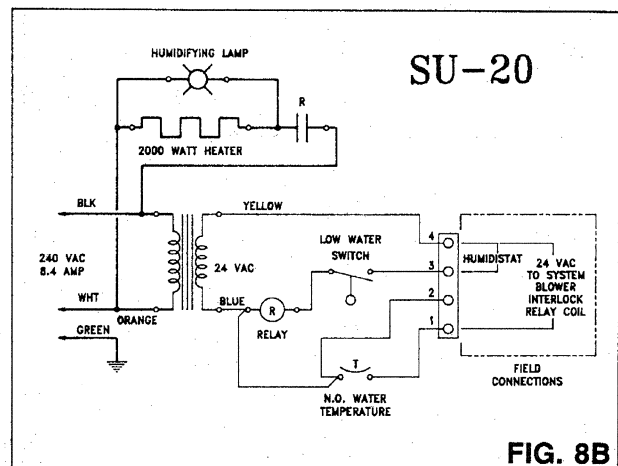 HUMIDIFYING LAMP
SU-20
R
2000 WATT HEATER
BLK
YELLOW
240 VAC
8.4 AMP
24 VAC
LOW WATER
SWITCH
4
3
2
1
HUMIDISTAT
24 VAC
TO SYSTEM
BLOWER
INTERLOCK
RELAY COIL
WHT
ORANGE
BLUE
R
RELAY
GREEN
T
N.O. WATER
TEMPERATURE
FIELD
CONNECTIONS
FIG. 8B